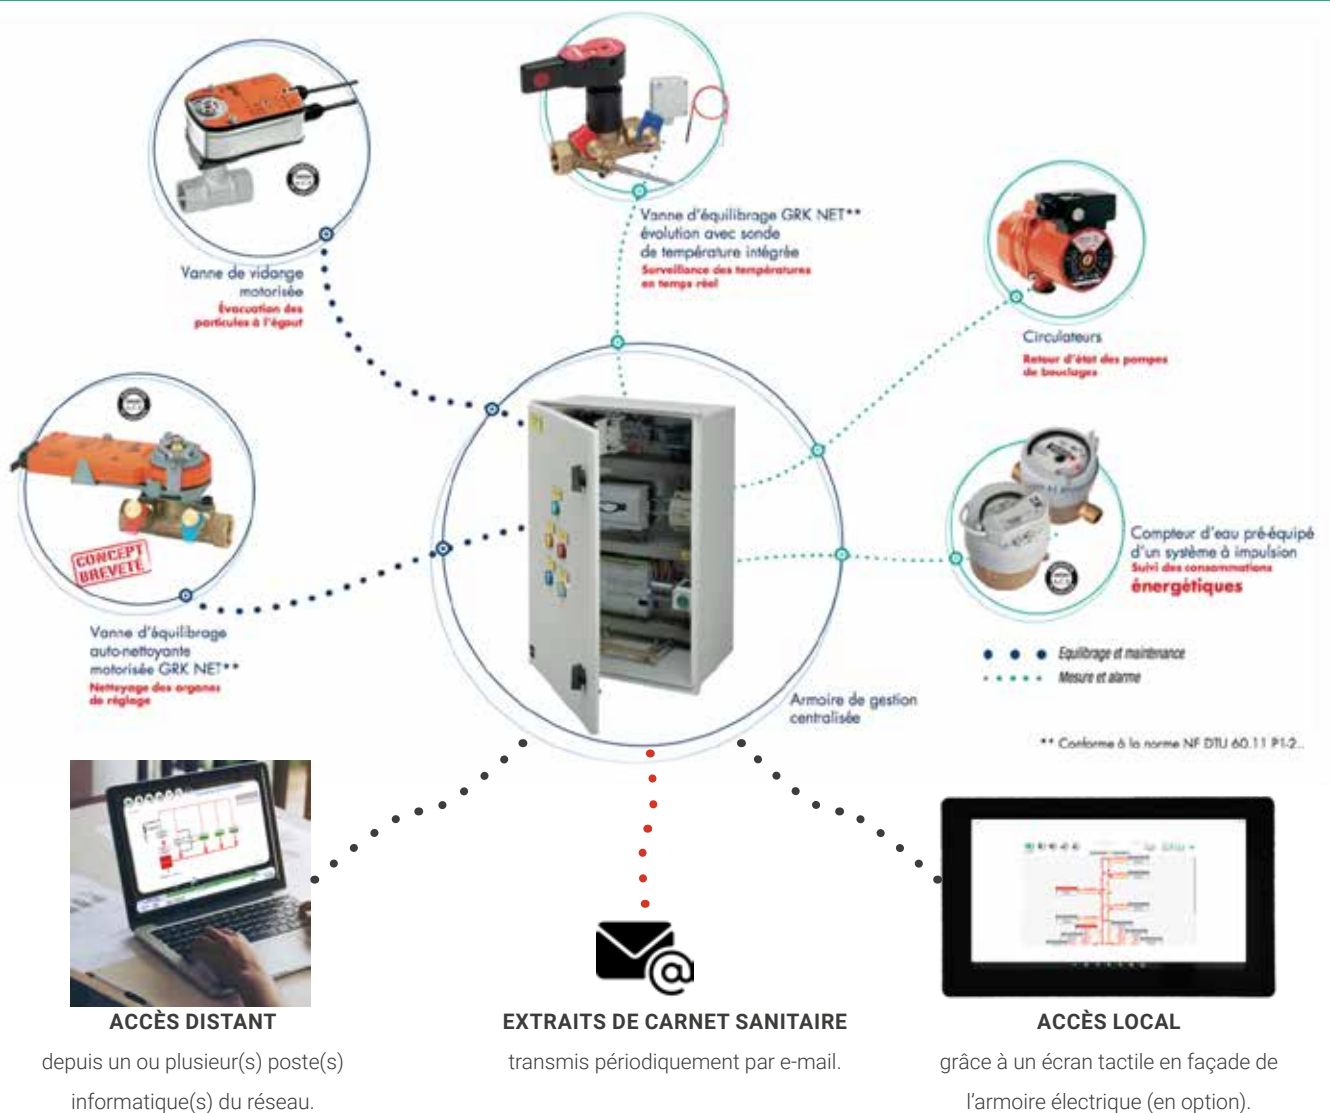 Vanne de vidange
motorisée
Évacuation des
particules à l'égout
Vanne d'équilibrage GRK NET**
évolution avec sonde
de température intégrée
Surveillance des températures
en temps réel
Circulateurs
Retour d'état des pompes
de bouclages
CONCEPT
BREVETÉ
Vanne d'équilibrage
auto-nettoyante
motorisée GRK NET**
Nettoyage des organes
de réglage
Compteur d'eau pré-équipé
d'un système à impulsion
Suivi des consommations
énergétiques
Equilibrage et maintenance
Mesure et alarme
Armoire de gestion
centralisée
** Conforme à la norme NF DTU 60.11 P1-2..
ACCÈS DISTANT
depuis un ou plusieur(s) poste(s)
informatique(s) du réseau.
EXTRAITS DE CARNET SANITAIRE
transmis périodiquement par e-mail.
ACCÈS LOCAL
grâce à un écran tactile en façade de
l'armoire électrique (en option).